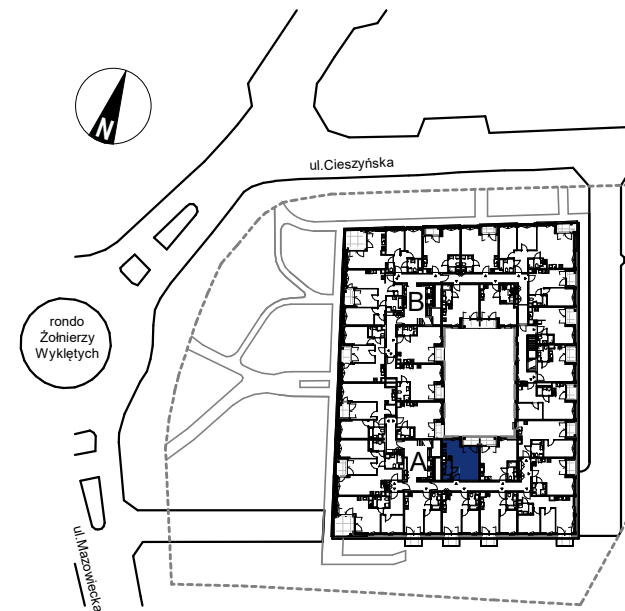 ul.Cieszyńska
N
B
rondo
Żołnierzy
Wyklętych
A
ul.Mazowiecka